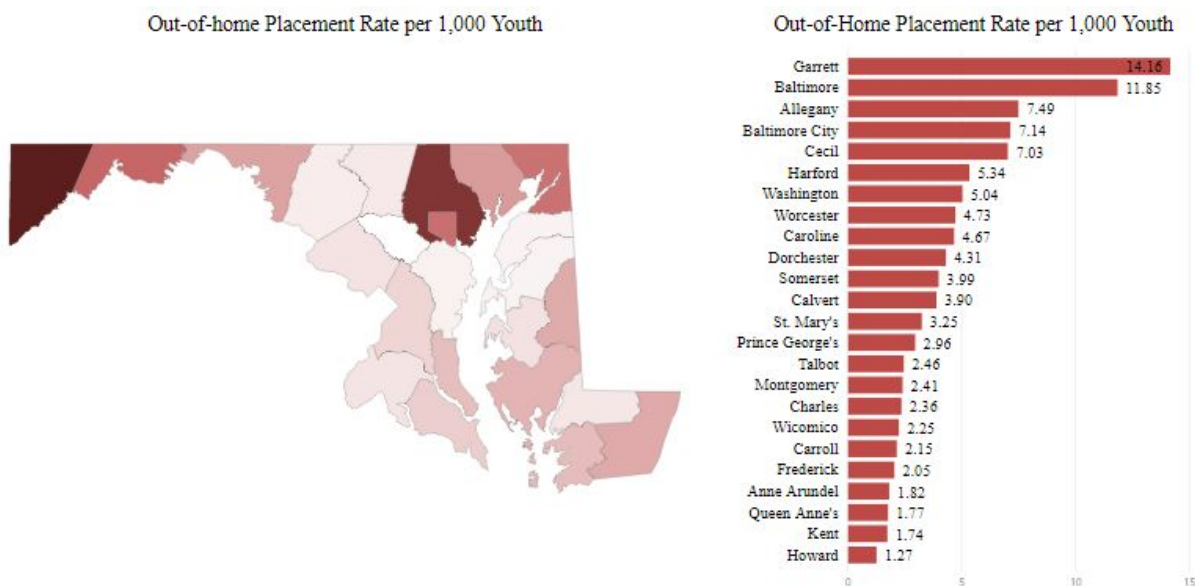 Out-of-home Placement Rate per 1,000 Youth
Out-of-Home Placement Rate per 1,000 Youth
Garrett 14.16
Baltimore 11.85
Allegany 7.49
Baltimore City 7.14
Cecil 7.03
Harford 5.34
Washington 5.04
Worcester 4.73
Caroline 4.67
Dorchester 4.31
Somerset 3.99
Calvert 3.90
St. Mary's 3.25
Prince George's 2.96
Talbot 2.46
Montgomery 2.41
Charles 2.36
Wicomico 2.25
Carroll 2.15
Frederick 2.05
Anne Arundel 1.82
Queen Anne's 1.77
Kent 1.74
Howard 1.27
0 5 10 15